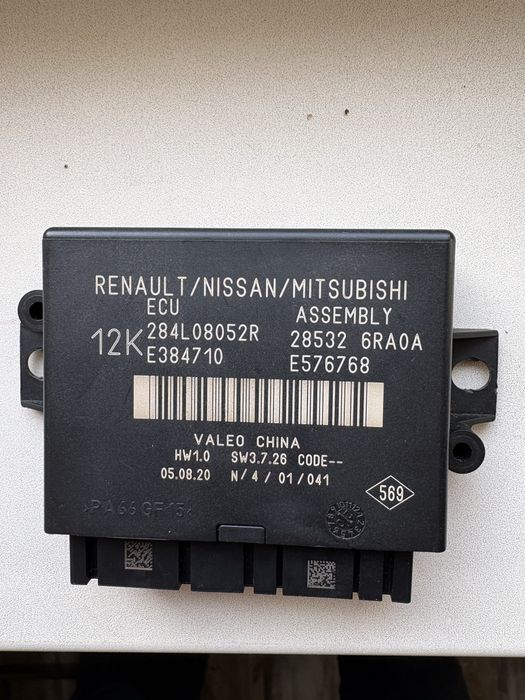 RENAULT/NISSAN/MITSUBISHI
ECU ASSEMBLY
12K 284L08052R 28532 6RA0A
E384710 E576768
VALEO CHINA
HW1.0 SW3.7.26 CODE--
05.08.20 N/4/01/041
569
>PA66GF15<